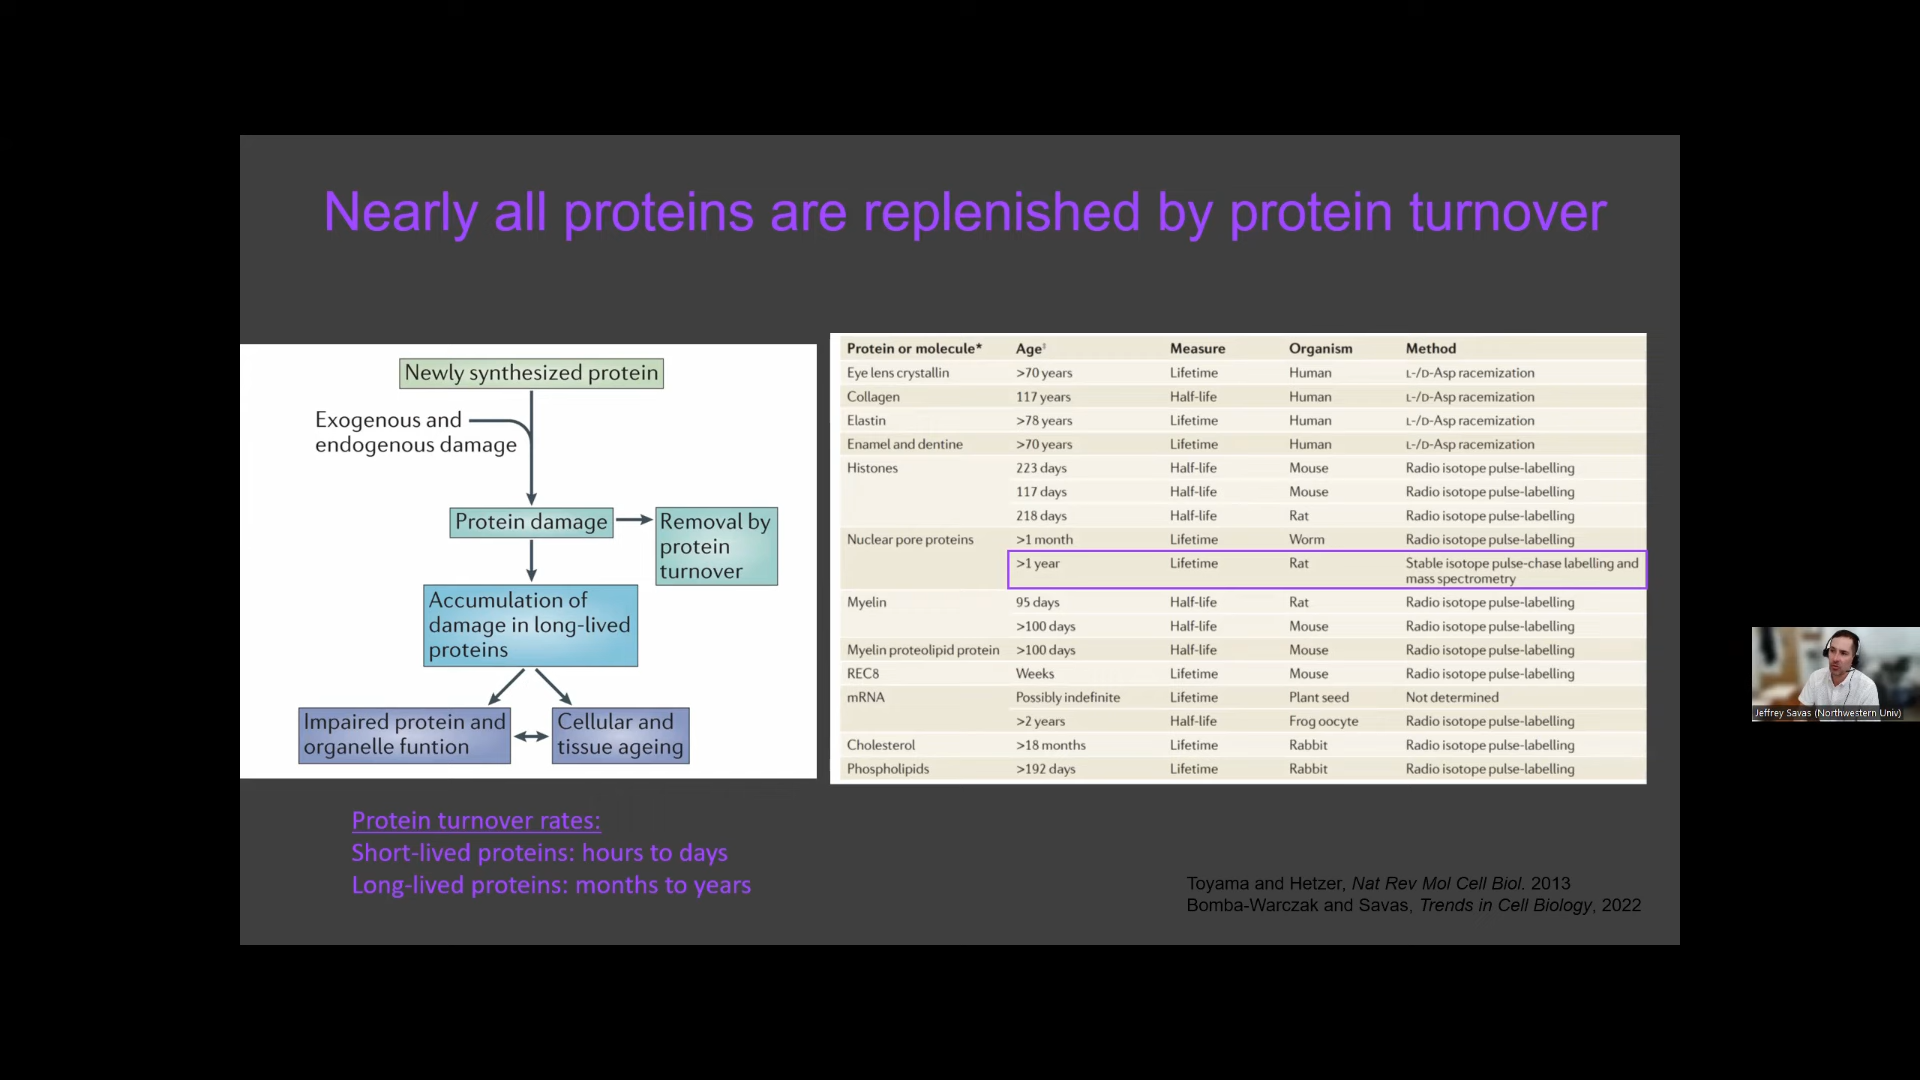 Nearly all proteins are replenished by protein turnover
Newly synthesized protein
Exogenous and
endogenous damage
Protein damage
Removal by
protein
turnover
Accumulation of
damage in long-lived
proteins
Impaired protein and
organelle funtion
Cellular and
tissue ageing
Protein or molecule* Age‡ Measure Organism Method
Eye lens crystallin >70 years Lifetime Human L-/D-Asp racemization
Collagen 117 years Half-life Human L-/D-Asp racemization
Elastin >78 years Lifetime Human L-/D-Asp racemization
Enamel and dentine >70 years Lifetime Human L-/D-Asp racemization
Histones 223 days Half-life Mouse Radio isotope pulse-labelling
117 days Half-life Mouse Radio isotope pulse-labelling
218 days Half-life Rat Radio isotope pulse-labelling
Nuclear pore proteins >1 month Lifetime Worm Radio isotope pulse-labelling
>1 year Lifetime Rat Stable isotope pulse-chase labelling and
mass spectrometry
Myelin 95 days Half-life Rat Radio isotope pulse-labelling
>100 days Half-life Mouse Radio isotope pulse-labelling
Myelin proteolipid protein >100 days Half-life Mouse Radio isotope pulse-labelling
REC8 Weeks Lifetime Mouse Radio isotope pulse-labelling
mRNA Possibly indefinite Lifetime Plant seed Not determined
>2 years Half-life Frog oocyte Radio isotope pulse-labelling
Cholesterol >18 months Lifetime Rabbit Radio isotope pulse-labelling
Phospholipids >192 days Lifetime Rabbit Radio isotope pulse-labelling
Protein turnover rates:
Short-lived proteins: hours to days
Long-lived proteins: months to years
Toyama and Hetzer, Nat Rev Mol Cell Biol. 2013
Bomba-Warczak and Savas, Trends in Cell Biology, 2022
Jeffrey Savas (Northwestern Univ)